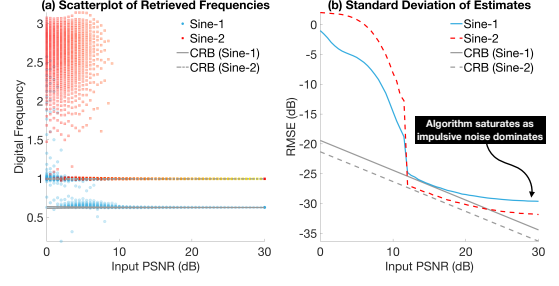 (a) Scatterplot of Retrieved Frequencies
Sine-1
Sine-2
CRB (Sine-1)
CRB (Sine-2)
Digital Frequency
3
2.5
2
1.5
1
0.5
0
10
20
30
Input PSNR (dB)
(b) Standard Deviation of Estimates
Sine-1
Sine-2
CRB (Sine-1)
CRB (Sine-2)
Algorithm saturates as
impulsive noise dominates
RMSE (dB)
0
-5
-10
-15
-20
-25
-30
-35
0
10
20
30
Input PSNR (dB)